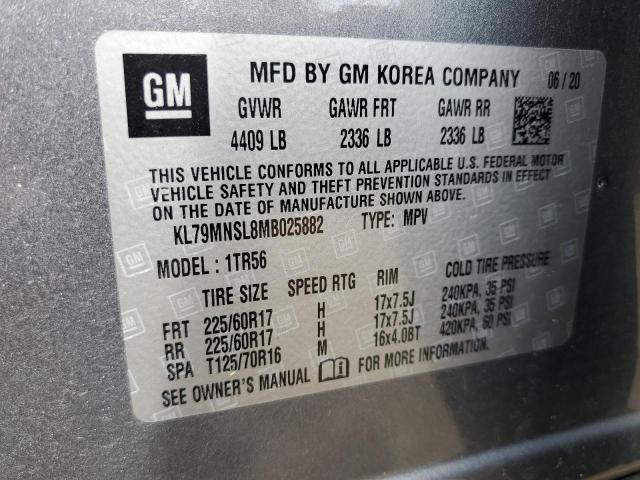 GM MFD BY GM KOREA COMPANY 06/20
GVWR GAWR FRT GAWR RR
4409 LB 2336 LB 2336 LB
THIS VEHICLE CONFORMS TO ALL APPLICABLE U.S. FEDERAL MOTOR
VEHICLE SAFETY AND THEFT PREVENTION STANDARDS IN EFFECT
ON THE DATE OF MANUFACTURE SHOWN ABOVE.
KL79MNSL8MB025882 TYPE: MPV
MODEL: 1TR56
TIRE SIZE SPEED RTG RIM COLD TIRE PRESSURE
FRT 225/60R17 H 17x7.5J 240KPA, 35 PSI
RR 225/60R17 H 17x7.5J 240KPA, 35 PSI
SPA T125/70R16 M 16x4.0BT 420KPA, 60 PSI
SEE OWNER'S MANUAL FOR MORE INFORMATION.